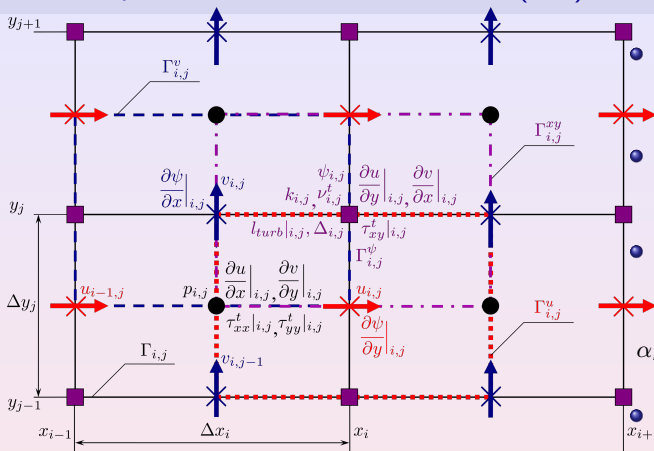 y_{j+1}
Γ^v_{i,j}
Γ^{xy}_{i,j}
∂ψ/∂x|_{i,j}
v_{i,j}
ψ_{i,j}
k_{i,j}, ν^t_{i,j}
∂u/∂y|_{i,j}, ∂v/∂x|_{i,j}
y_j
l_{turb}|_{i,j}, Δ_{i,j}
τ^t_{xy}|_{i,j}
Γ^ψ_{i,j}
Δy_j
u_{i-1,j}
p_{i,j}
∂u/∂x|_{i,j}, ∂v/∂y|_{i,j}
u_{i,j}
Γ^u_{i,j}
τ^t_{xx}|_{i,j}, τ^t_{yy}|_{i,j}
∂ψ/∂y|_{i,j}
Γ_{i,j}
v_{i,j-1}
α
y_{j-1}
x_{i-1}
Δx_i
x_i
x_{i+